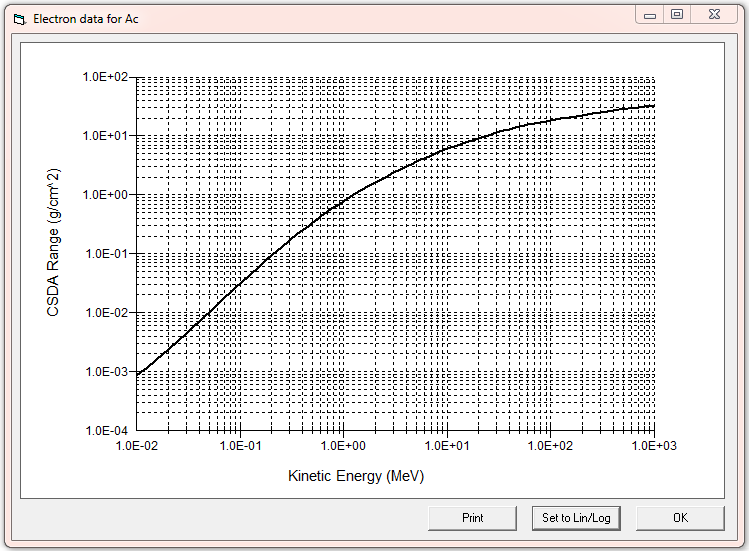 Electron data for Ac
1.0E+02
1.0E+01
1.0E+00
1.0E-01
1.0E-02
1.0E-03
1.0E-04
CSDA Range (g/cm^2)
1.0E-02 1.0E-01 1.0E+00 1.0E+01 1.0E+02 1.0E+03
Kinetic Energy (MeV)
Print Set to Lin/Log OK